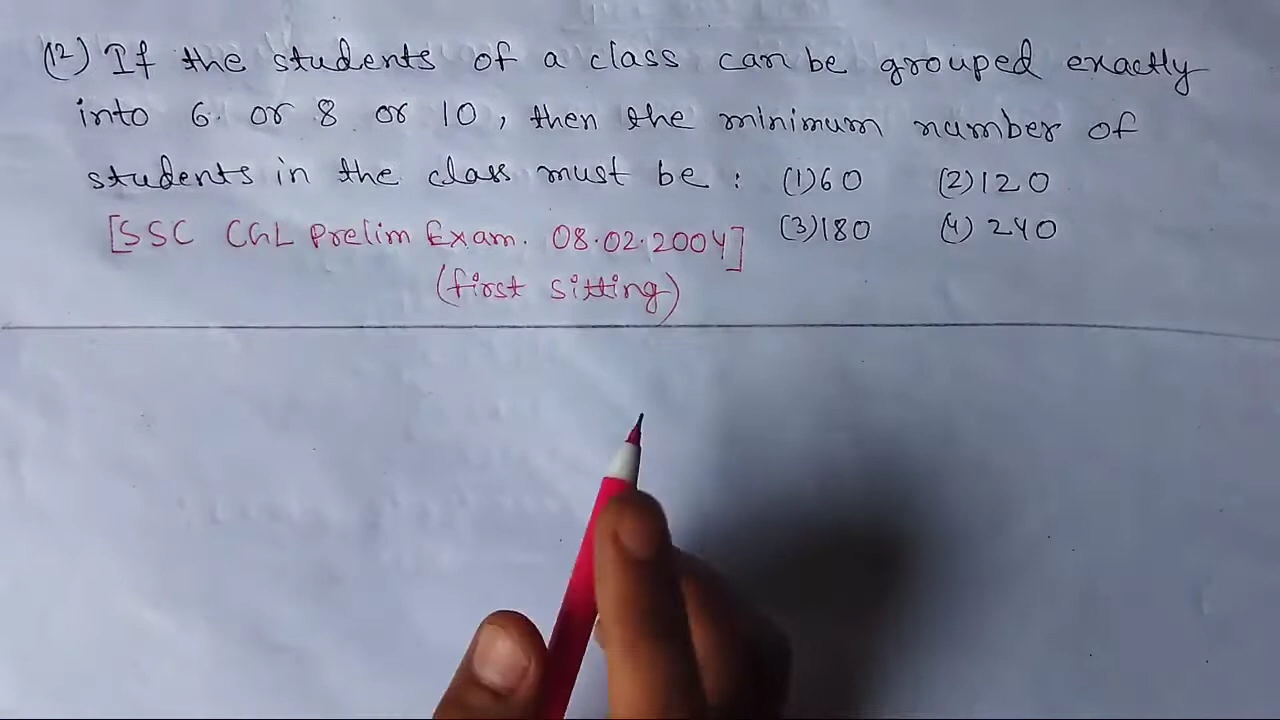 (12) If the students of a class can be grouped exactly
into 6 or 8 or 10, then the minimum number of
students in the class must be : (1)60 (2)120
[SSC CGL Prelim Exam. 08.02.2004] (3)180 (4) 240
(first sitting)